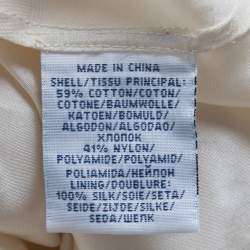 MADE IN CHINA
SHELL/TISSU PRINCIPAL:
59% COTTON/COTON/
COTONE/BAUMWOLLE/
KATOEN/BOMULD/
ALGODON/ALGODAO/
ХЛОПОК
41% NYLON/
POLYAMIDE/POLYAMID/
POLIAMIDA/НЕЙЛОН
LINING/DOUBLURE:
100% SILK/SOIE/SETA/
SEIDE/ZIJDE/SILKE/
SEDA/ШЕЛК